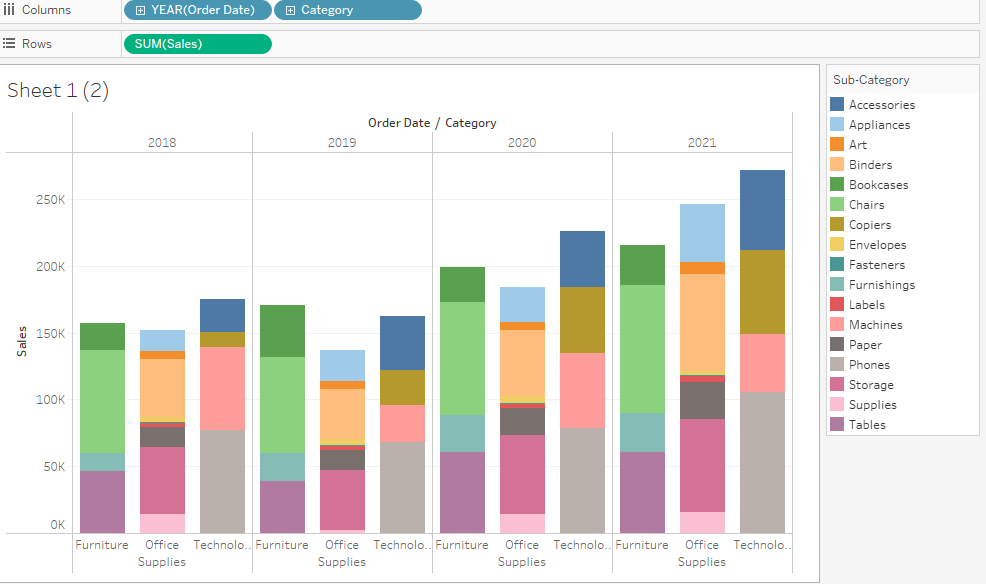 Columns
YEAR(Order Date)
Category
Rows
SUM(Sales)
Sheet 1 (2)
Order Date / Category
2018 2019 2020 2021
Sales
250K
200K
150K
100K
50K
0K
Furniture Office Supplies Technolo.. Furniture Office Supplies Technolo.. Furniture Office Supplies Technolo.. Furniture Office Supplies Technolo..
Sub-Category
Accessories
Appliances
Art
Binders
Bookcases
Chairs
Copiers
Envelopes
Fasteners
Furnishings
Labels
Machines
Paper
Phones
Storage
Supplies
Tables